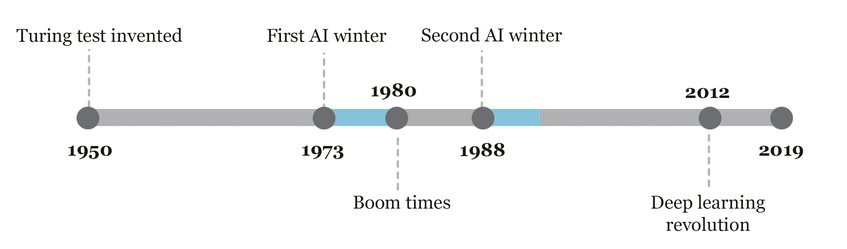 Turing test invented
First AI winter
Second AI winter
1980
2012
1950
1973
1988
2019
Boom times
Deep learning
revolution